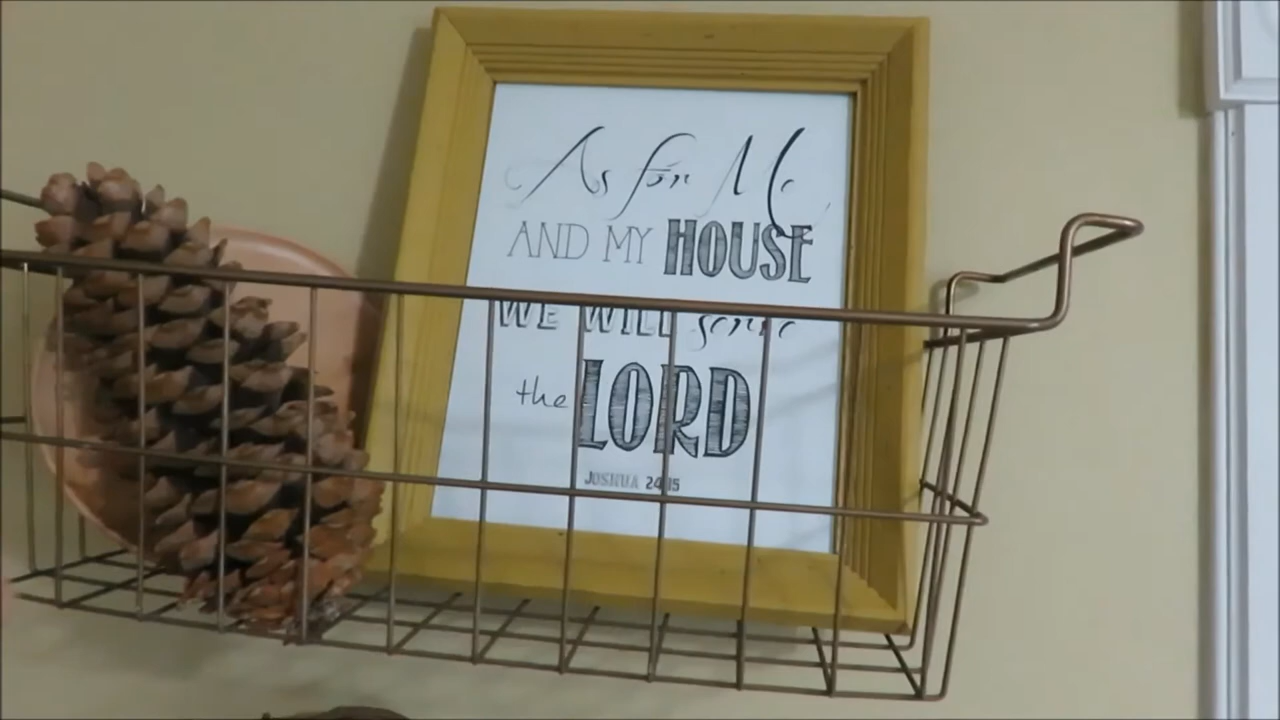 As for Me
AND MY HOUSE
WE WILL serve
the LORD
JOSHUA 24:15